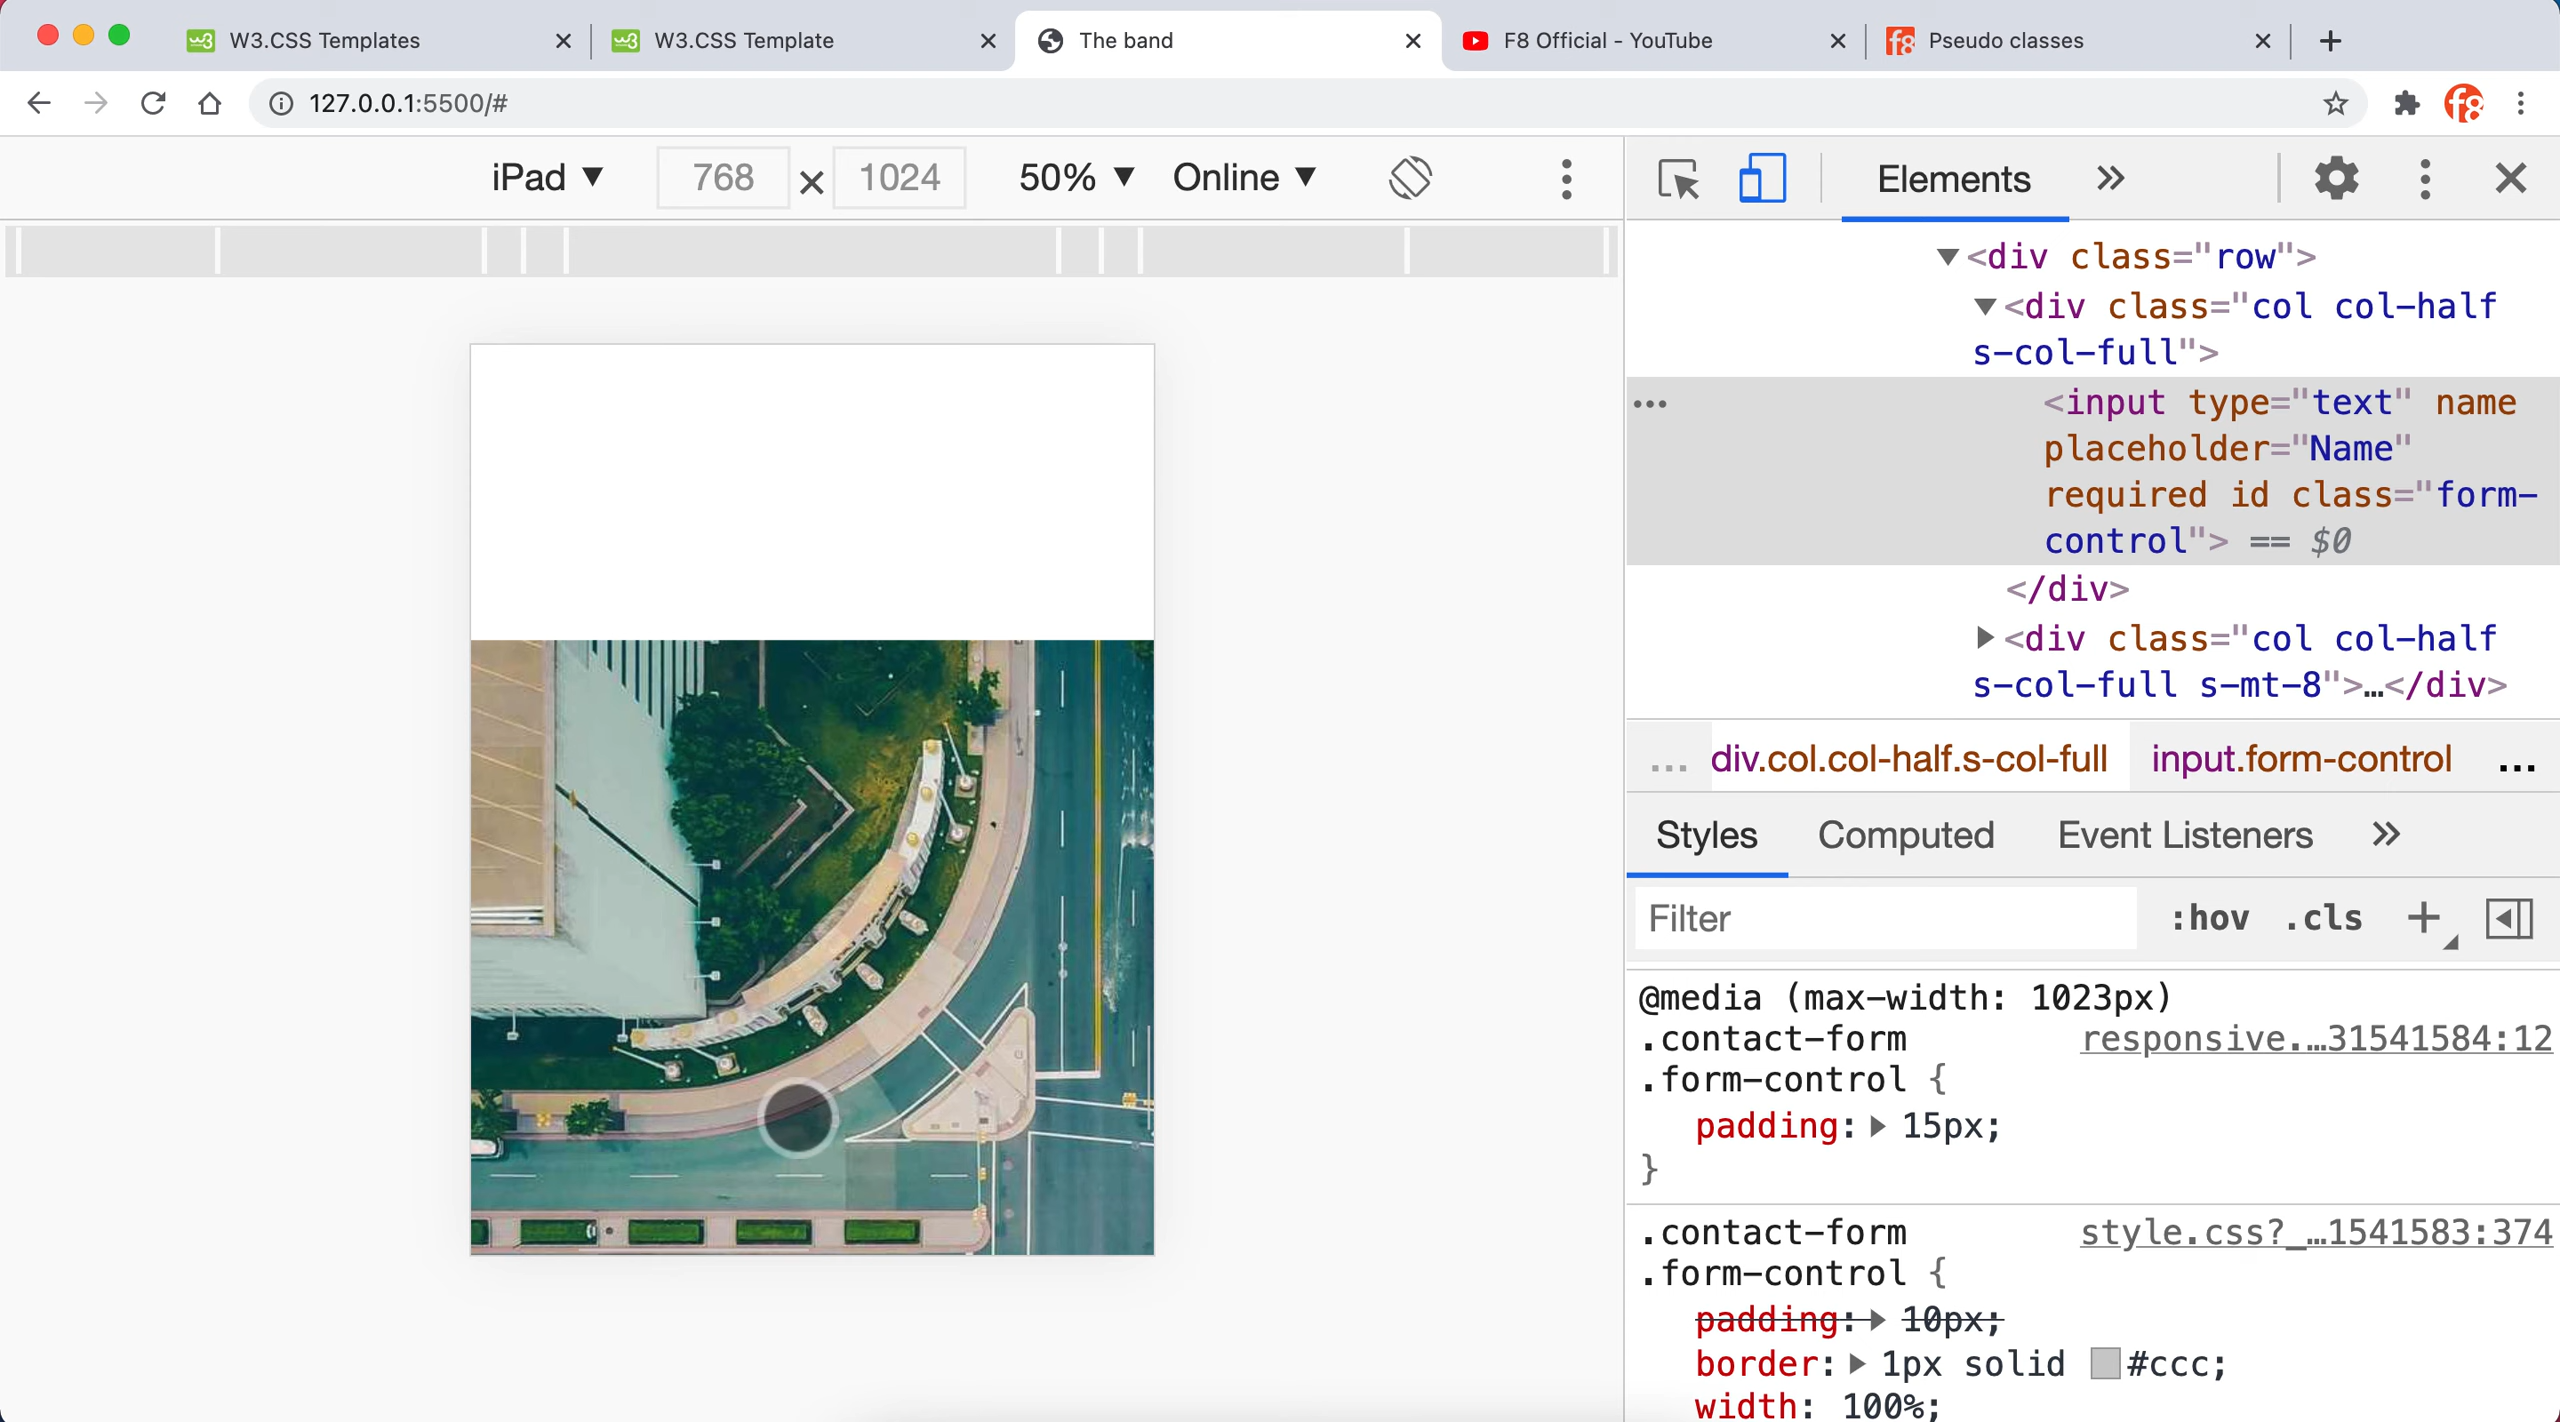 W3.CSS Templates
W3.CSS Template
The band
F8 Official - YouTube
Pseudo classes
127.0.0.1:5500/#
iPad ▼ 768 × 1024 50% ▼ Online ▼
Elements »
▼<div class="row">
▼<div class="col col-half
s-col-full">
<input type="text" name
placeholder="Name"
required id class="form-
control"> == $0
</div>
▶<div class="col col-half
s-col-full s-mt-8">…</div>
... div.col.col-half.s-col-full input.form-control ...
Styles Computed Event Listeners »
Filter :hov .cls +
@media (max-width: 1023px)
.contact-form responsive.…31541584:12
.form-control {
padding: ▶ 15px;
}
.contact-form style.css?_…1541583:374
.form-control {
padding: ▶ 10px;
border: ▶ 1px solid #ccc;
width: 100%;